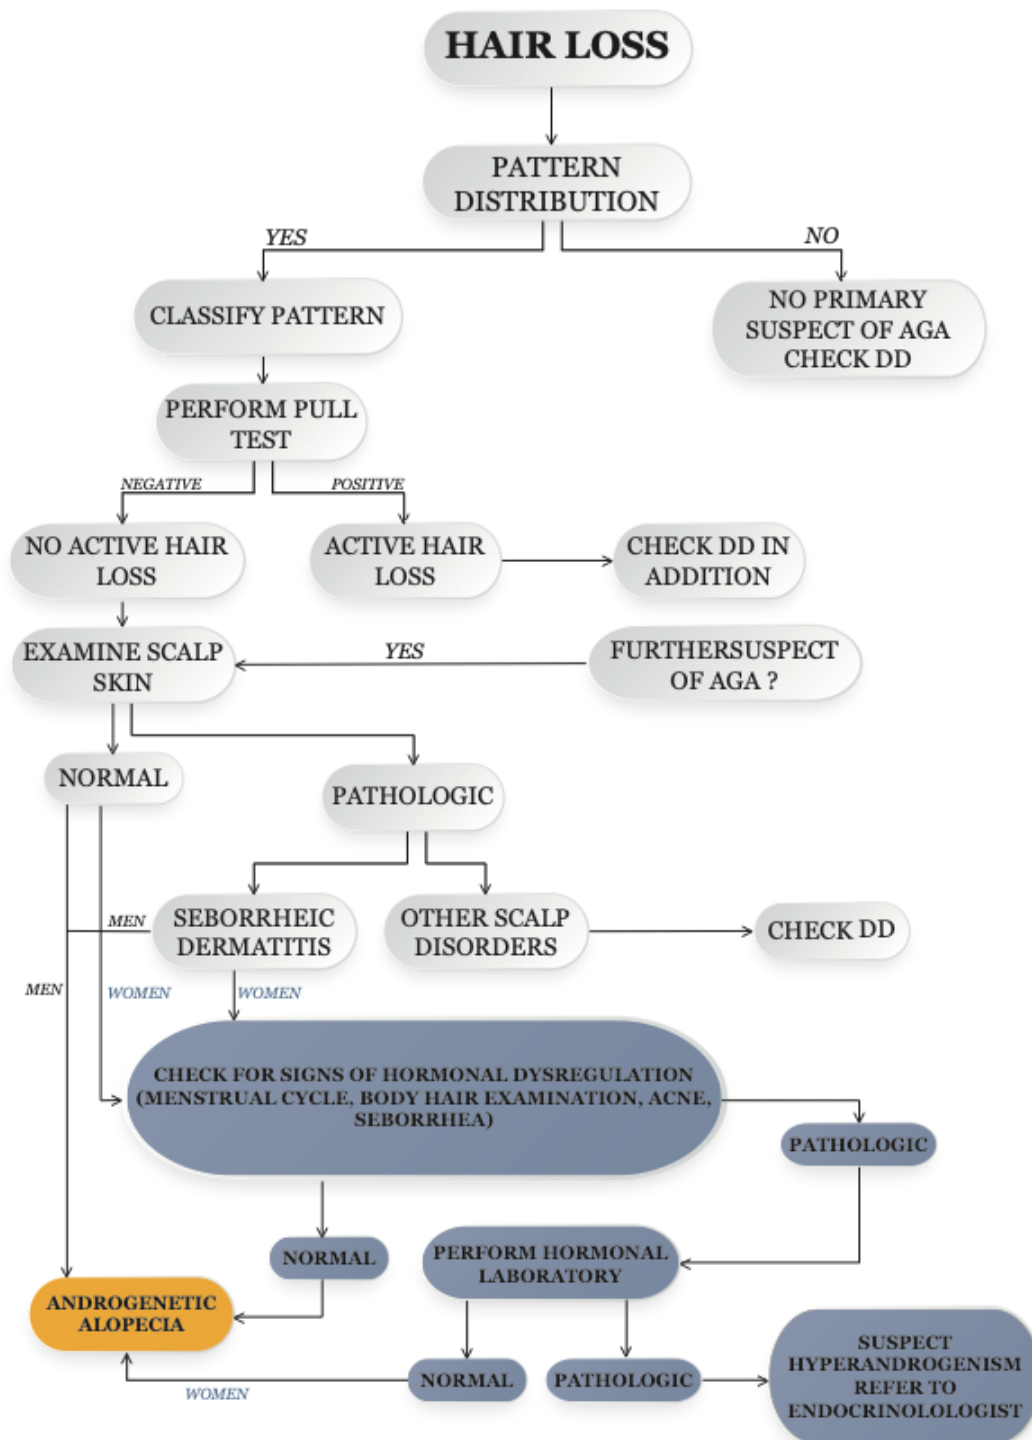 HAIR LOSS
PATTERN
DISTRIBUTION
YES
NO
CLASSIFY PATTERN
NO PRIMARY
SUSPECT OF AGA
CHECK DD
PERFORM PULL
TEST
NEGATIVE
POSITIVE
NO ACTIVE HAIR
LOSS
ACTIVE HAIR
LOSS
CHECK DD IN
ADDITION
EXAMINE SCALP
SKIN
YES
FURTHERSUSPECT
OF AGA ?
NORMAL
PATHOLOGIC
MEN
SEBORRHEIC
DERMATITIS
OTHER SCALP
DISORDERS
CHECK DD
MEN
WOMEN
WOMEN
CHECK FOR SIGNS OF HORMONAL DYSREGULATION
(MENSTRUAL CYCLE, BODY HAIR EXAMINATION, ACNE,
SEBORRHEA)
PATHOLOGIC
NORMAL
PERFORM HORMONAL
LABORATORY
ANDROGENETIC
ALOPECIA
WOMEN
NORMAL
PATHOLOGIC
SUSPECT
HYPERANDROGENISM
REFER TO
ENDOCRINOLOLOGIST